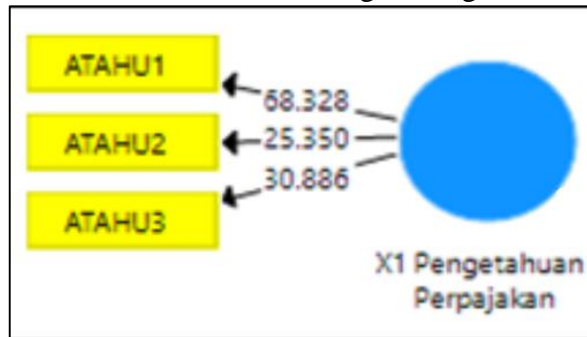 ATAHU1
68.328
ATAHU2
25.350
30.886
ATAHU3
X1 Pengetahuan
Perpajakan